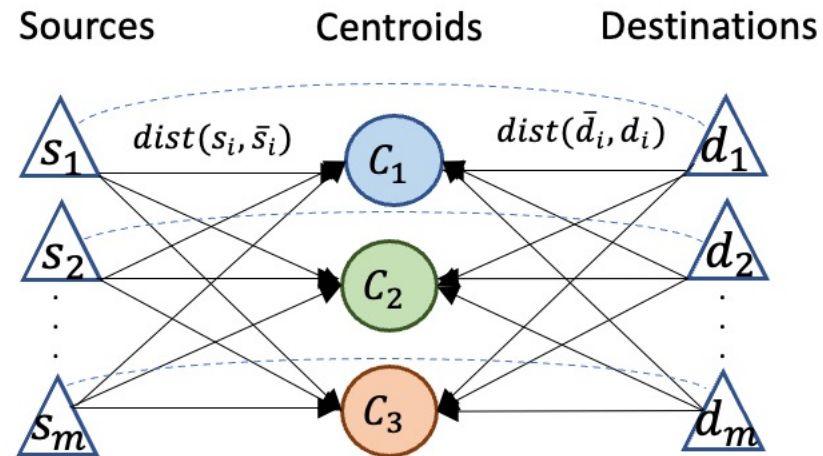 Sources Centroids Destinations
dist(sᵢ, s̄ᵢ) dist(d̄ᵢ, dᵢ)
s₁ C₁ d₁
s₂ C₂ d₂
sₘ C₃ dₘ